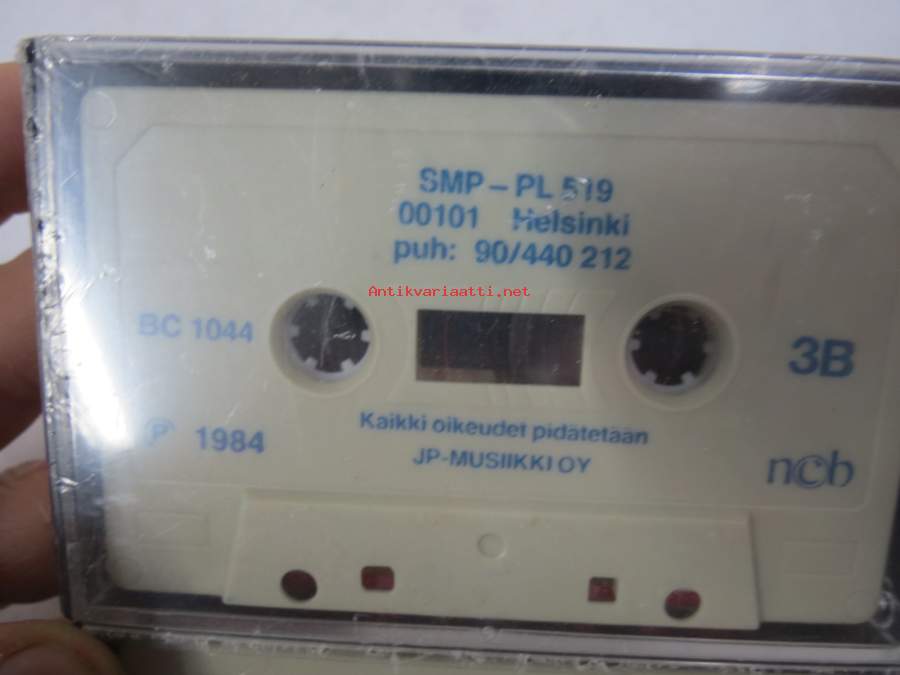 SMP – PL 519
00101 Helsinki
puh: 90/440 212
Antikvariaatti.net
BC 1044
3B
Kaikki oikeudet pidätetään
℗ 1984
JP-MUSIIKKI OY
ncb